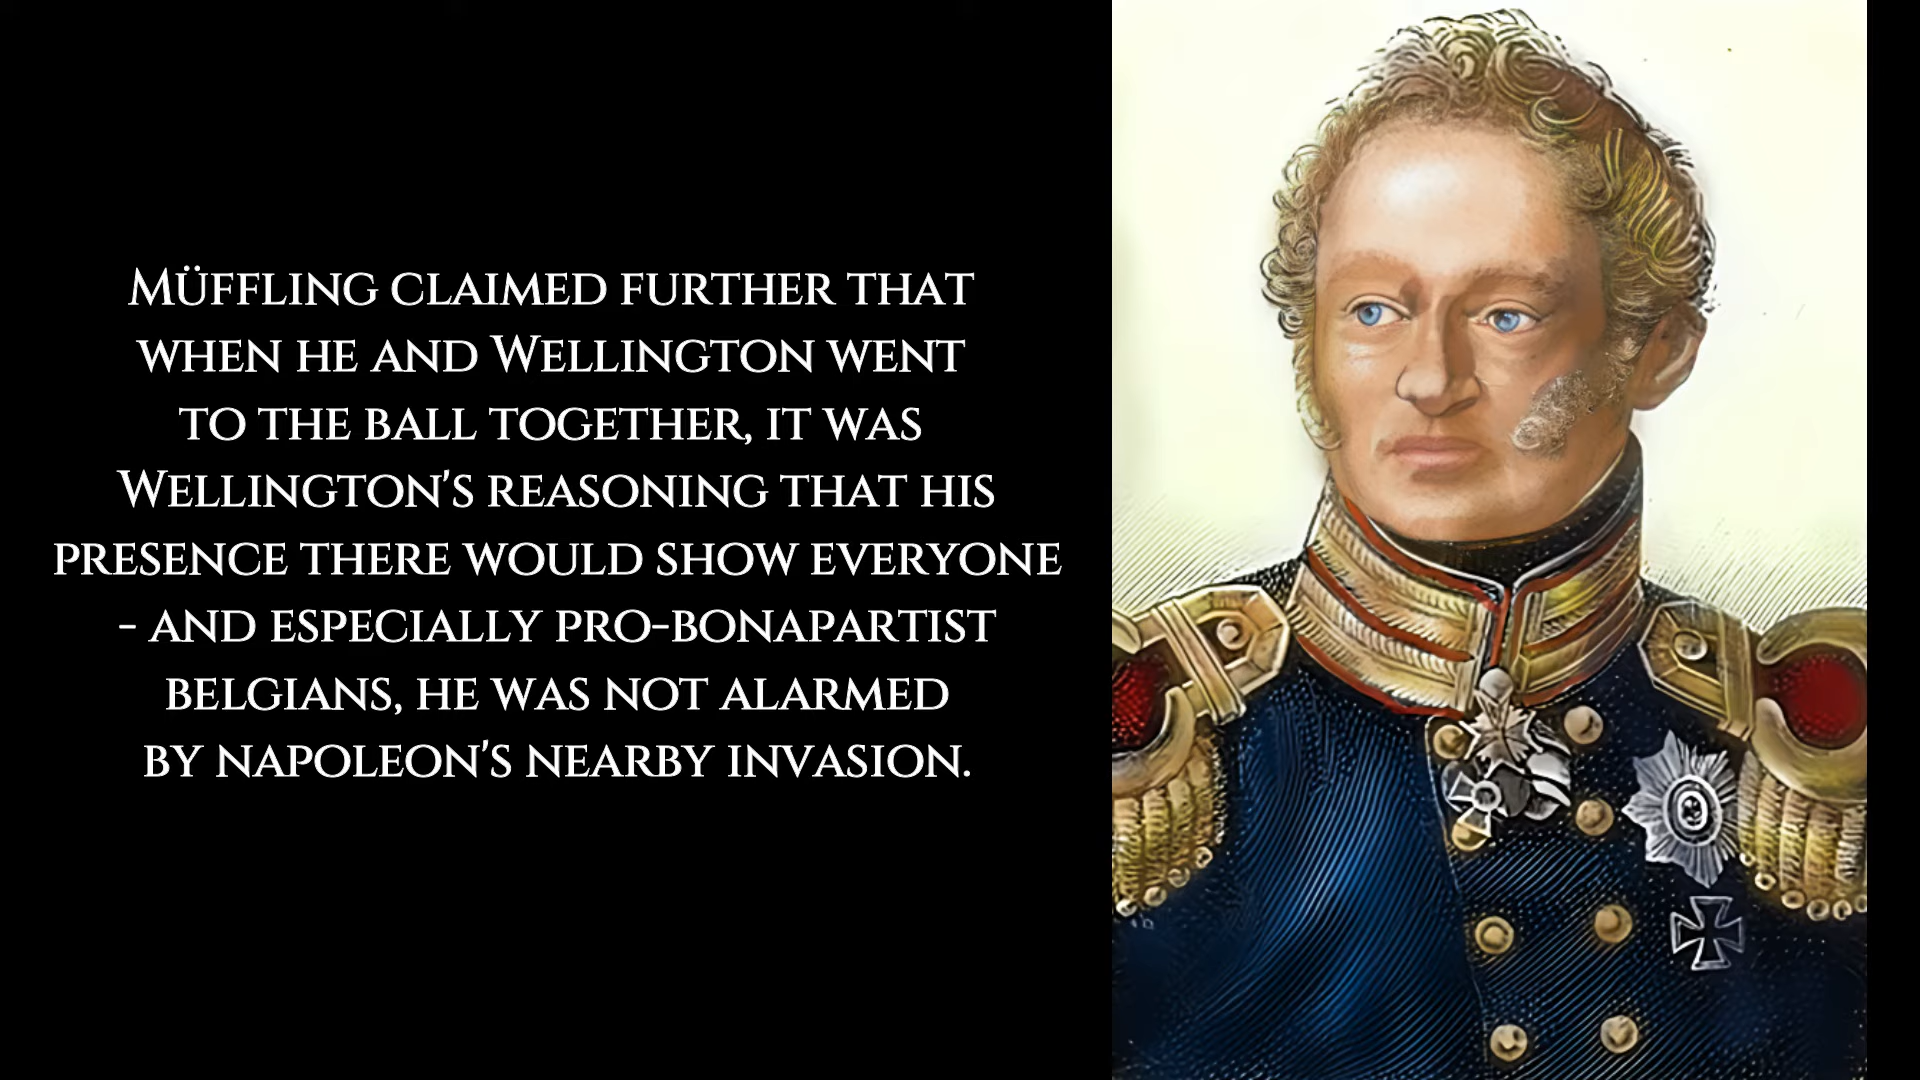 Müffling claimed further that
when he and Wellington went
to the ball together, it was
Wellington's reasoning that his
presence there would show everyone
- and especially pro-bonapartist
belgians, he was not alarmed
by napoleon's nearby invasion.